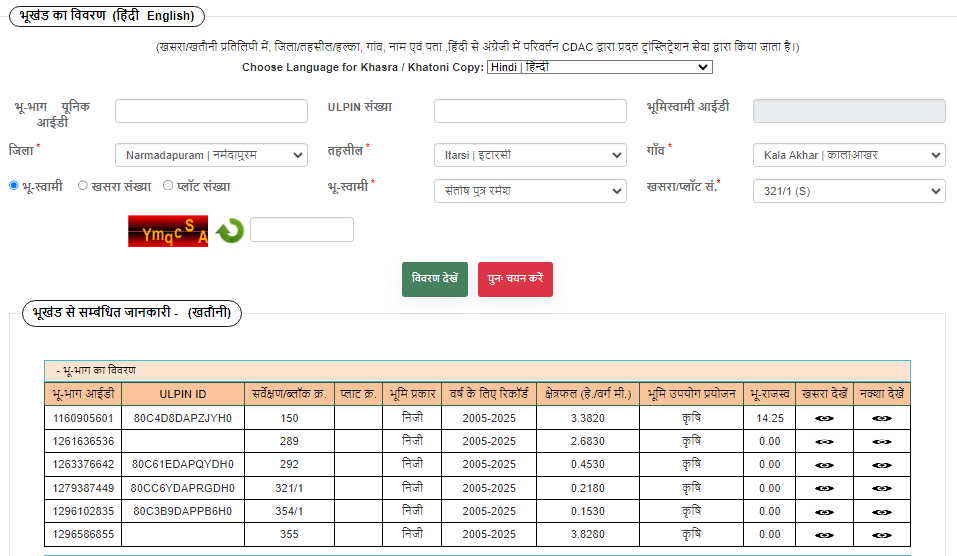 भूखंड का विवरण (हिंदी English)
(खसरा/खतौनी प्रतिलिपी में, जिला/तहसील/हल्का, गांव, नाम एवं पता ,हिंदी से अंग्रेजी में परिवर्तन CDAC द्वारा प्रदत ट्रांस्लिट्रेशन सेवा द्वारा किया जाता है।)
Choose Language for Khasra / Khatoni Copy: Hindi | हिन्दी
भू-भाग यूनिक आईडी ULPIN संख्या भूमिस्वामी आईडी
जिला * Narmadapuram | नर्मदापुरम तहसील * Itarsi | इटारसी गाँव * Kala Akhar | कालाआखर
भू-स्वामी खसरा संख्या प्लॉट संख्या भू-स्वामी * संतोष पुत्र रमेश खसरा/प्लॉट सं.* 321/1 (S)
YmqcSA
विवरण देखें पुनः चयन करें
भूखंड से सम्बंधित जानकारी - (खतौनी)
- भू-भाग का विवरण
भू-भाग आईडी ULPIN ID सर्वेक्षण/ब्लॉक क्र. प्लाट क्र. भूमि प्रकार वर्ष के लिए रिकॉर्ड क्षेत्रफल (हे./वर्ग मी.) भूमि उपयोग प्रयोजन भू-राजस्व खसरा देखें नक्शा देखें
1160905601 80C4D8DAPZJYH0 150 निजी 2005-2025 3.3820 कृषि 14.25
1261636536 289 निजी 2005-2025 2.6830 कृषि 0.00
1263376642 80C61EDAPQYDH0 292 निजी 2005-2025 0.4530 कृषि 0.00
1279387449 80CC6YDAPRGDH0 321/1 निजी 2005-2025 0.2180 कृषि 0.00
1296102835 80C3B9DAPPB6H0 354/1 निजी 2005-2025 0.1530 कृषि 0.00
1296586855 355 निजी 2005-2025 3.8280 कृषि 0.00